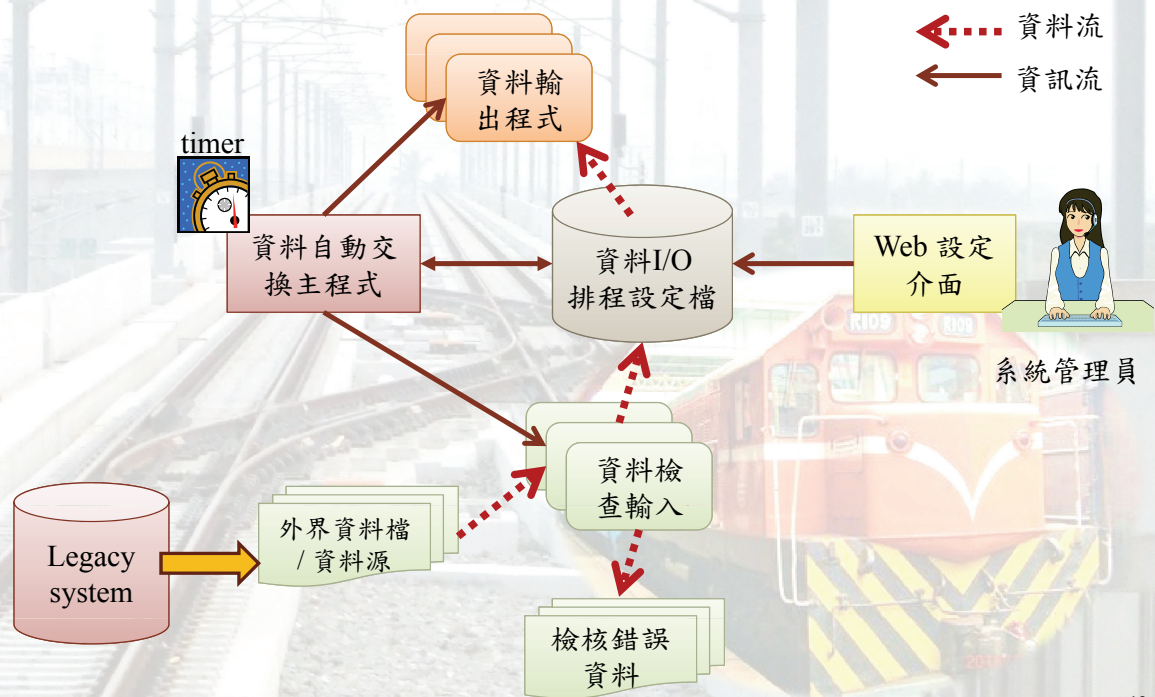 資料流
資訊流
資料輸
出程式
timer
資料自動交
換主程式
資料I/O
排程設定檔
Web 設定
介面
R109
系統管理員
資料檢
查輸入
外界資料檔
/ 資料源
Legacy
system
檢核錯誤
資料